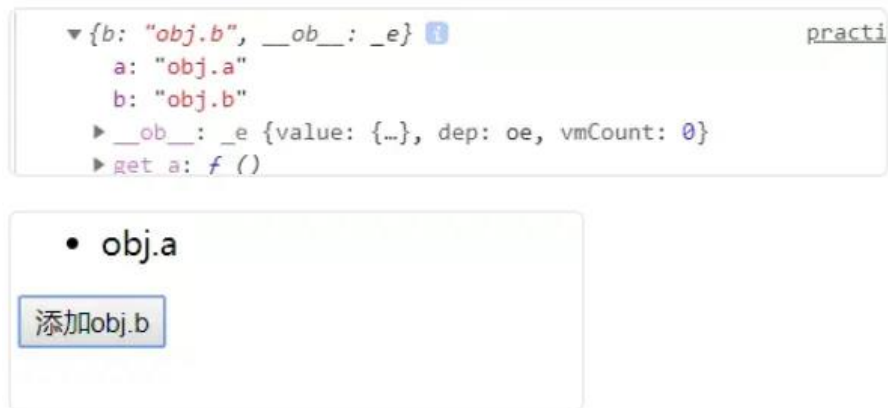 ▼{b: "obj.b", __ob__: _e} i
practi
a: "obj.a"
b: "obj.b"
▶__ob__: _e {value: {…}, dep: oe, vmCount: 0}
▶get a: ƒ ()
• obj.a
添加obj.b